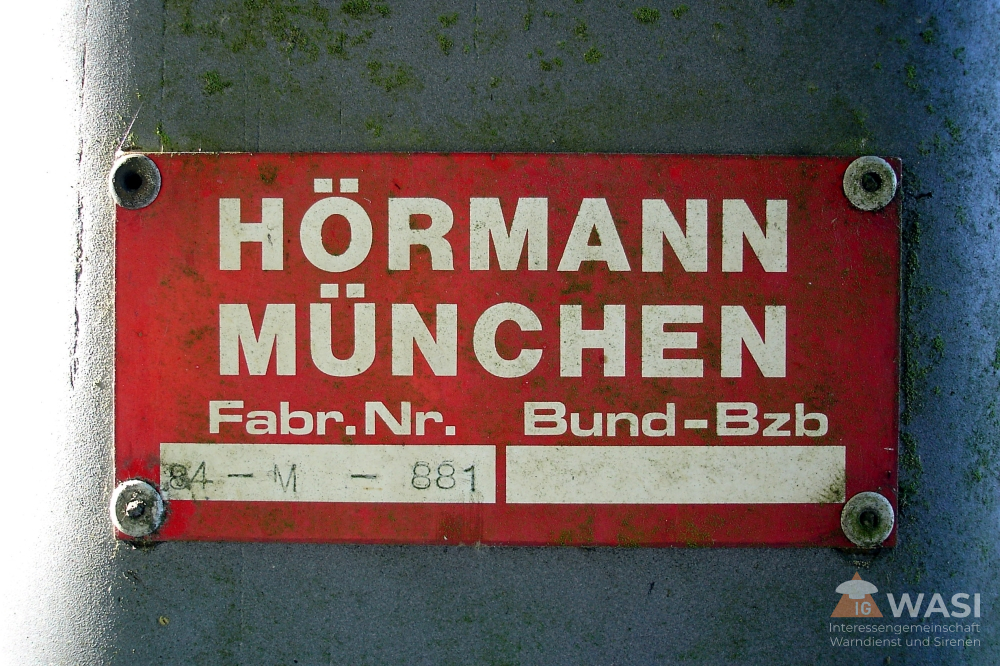 HÖRMANN
MÜNCHEN
Fabr.Nr. Bund-Bzb
84 - M - 881
IG WASI
Interessengemeinschaft
Warndienst und Sirenen